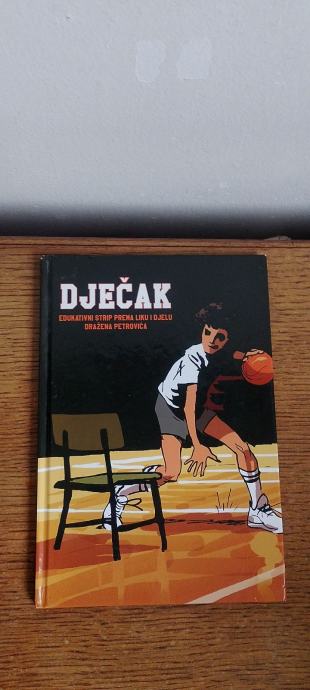 DJEČAK
EDUKATIVNI STRIP PREMA LIKU I DJELU
DRAŽENA PETROVIĆA